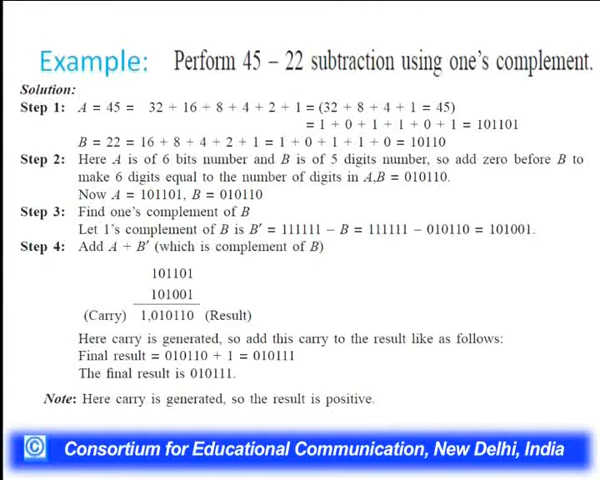 Example: Perform 45 – 22 subtraction using one's complement.
Solution:
Step 1: A = 45 = 32 + 16 + 8 + 4 + 2 + 1 = (32 + 8 + 4 + 1 = 45)
= 1 + 0 + 1 + 1 + 0 + 1 = 101101
B = 22 = 16 + 8 + 4 + 2 + 1 = 1 + 0 + 1 + 1 + 0 = 10110
Step 2: Here A is of 6 bits number and B is of 5 digits number, so add zero before B to
make 6 digits equal to the number of digits in A,B = 010110.
Now A = 101101, B = 010110
Step 3: Find one's complement of B
Let 1's complement of B is B′ = 111111 – B = 111111 – 010110 = 101001.
Step 4: Add A + B′ (which is complement of B)
101101
101001
(Carry) 1,010110 (Result)
Here carry is generated, so add this carry to the result like as follows:
Final result = 010110 + 1 = 010111
The final result is 010111.
Note: Here carry is generated, so the result is positive.
© Consortium for Educational Communication, New Delhi, India